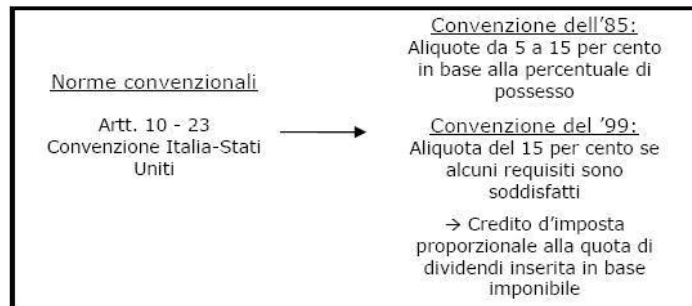 Norme convenzionali
Artt. 10 - 23
Convenzione Italia-Stati
Uniti
Convenzione dell'85:
Aliquote da 5 a 15 per cento
in base alla percentuale di
possesso
Convenzione del '99:
Aliquota del 15 per cento se
alcuni requisiti sono
soddisfatti
→ Credito d'imposta
proporzionale alla quota di
dividendi inserita in base
imponibile